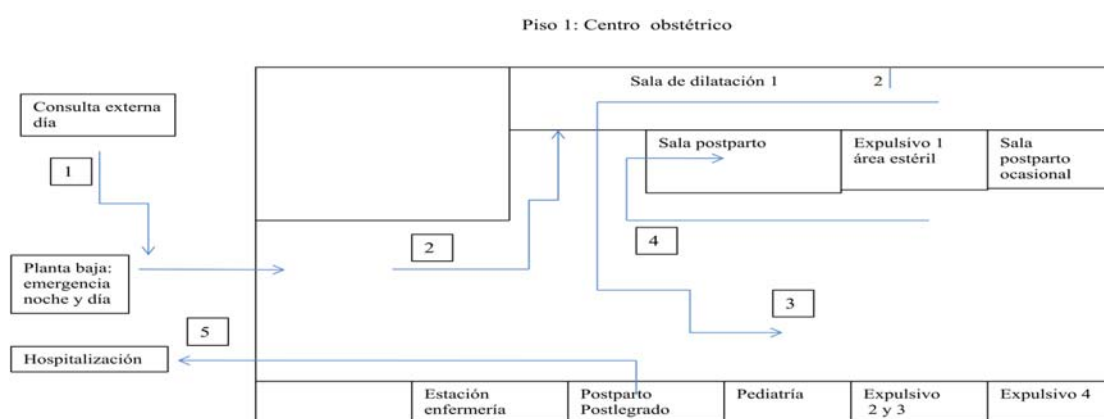 Piso 1: Centro obstétrico
Sala de dilatación 1
2
Consulta externa
día
1
Sala postparto
Expulsivo 1
área estéril
Sala
postparto
ocasional
2
4
Planta baja:
emergencia
noche y día
3
5
Hospitalización
Estación
enfermería
Postparto
Postlegrado
Pediatría
Expulsivo
2 y 3
Expulsivo 4